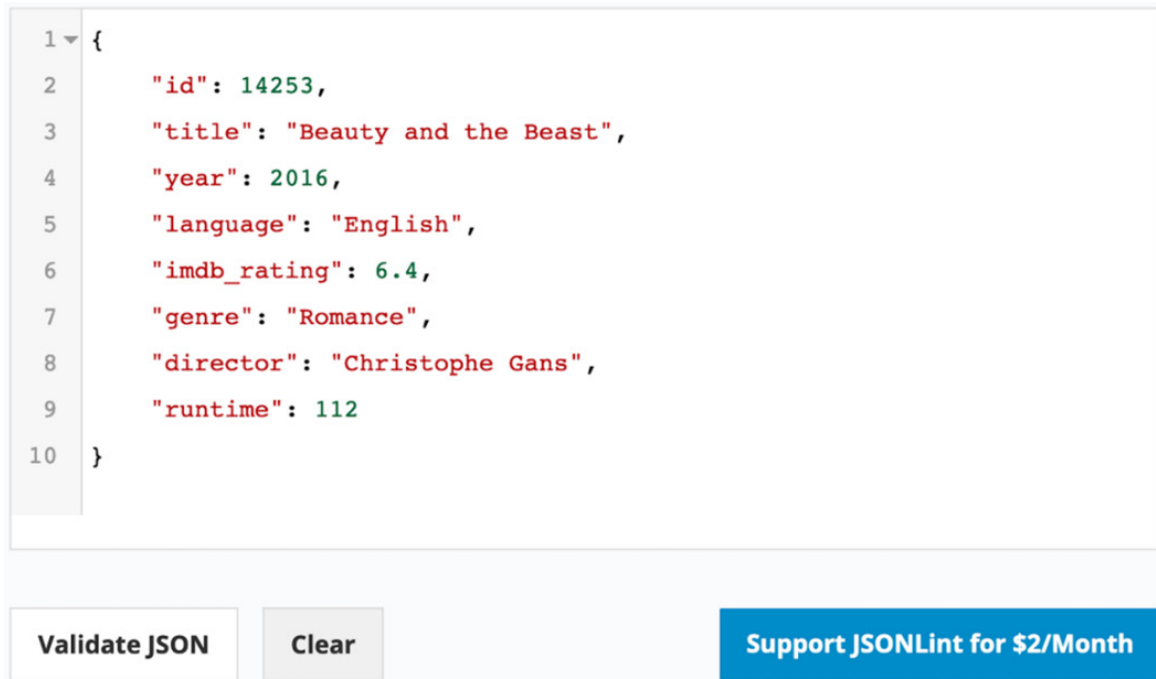 1 {
2 "id": 14253,
3 "title": "Beauty and the Beast",
4 "year": 2016,
5 "language": "English",
6 "imdb_rating": 6.4,
7 "genre": "Romance",
8 "director": "Christophe Gans",
9 "runtime": 112
10 }
Validate JSON Clear Support JSONLint for $2/Month